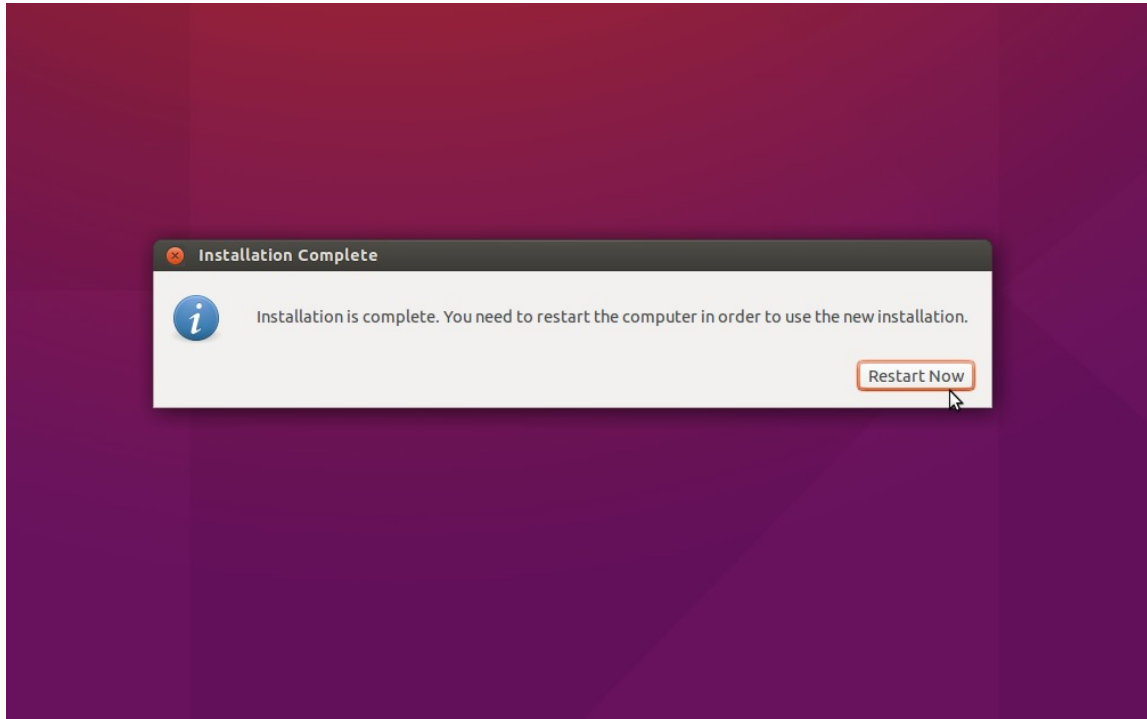 Installation Complete
Installation is complete. You need to restart the computer in order to use the new installation.
Restart Now